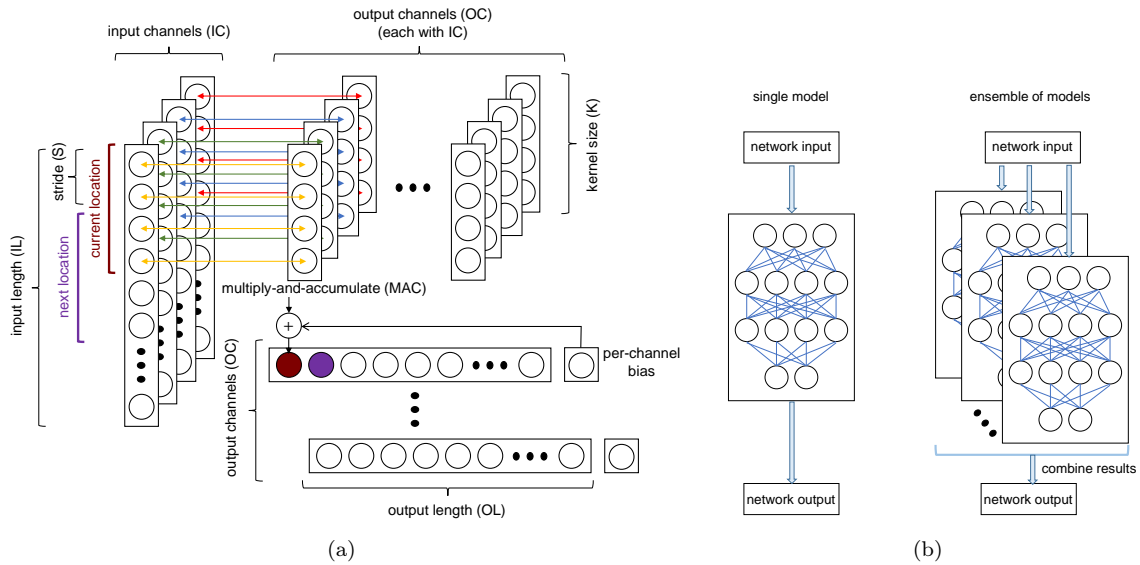 output channels (OC)
(each with IC)
input channels (IC)
kernel size (K)
stride (S)
current location
next location
input length (IL)
multiply-and-accumulate (MAC)
+
per-channel
bias
output channels (OC)
output length (OL)
(a)
single model
ensemble of models
network input
network input
combine results
network output
network output
(b)